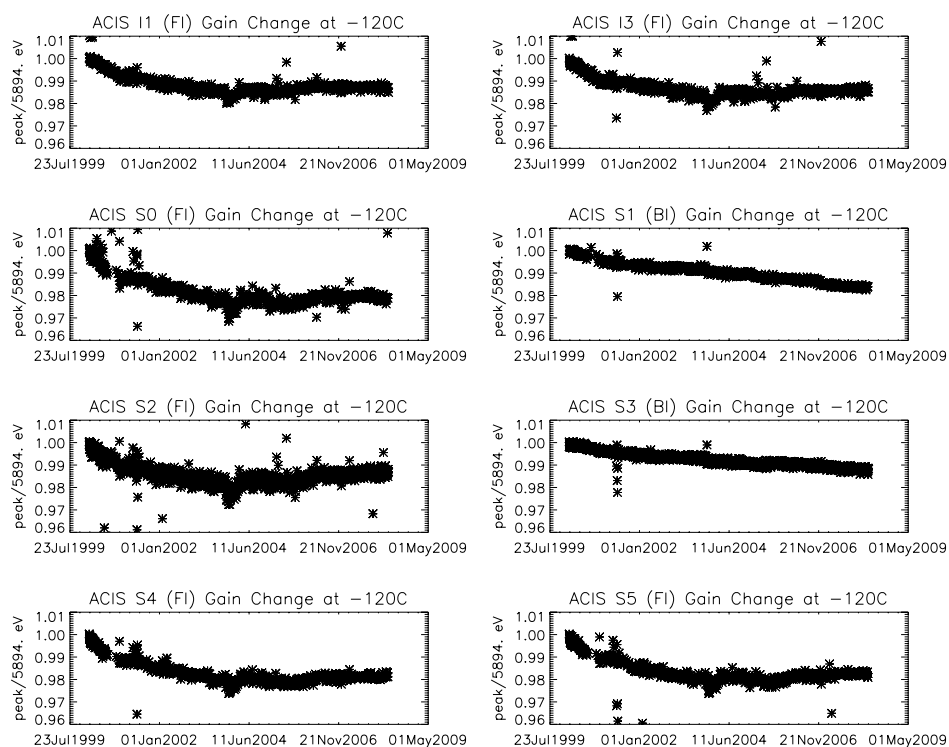 ACIS I1 (FI) Gain Change at −120C
peak/5894. eV
1.01
1.00
0.99
0.98
0.97
0.96
23Jul1999 01Jan2002 11Jun2004 21Nov2006 01May2009
ACIS I3 (FI) Gain Change at −120C
peak/5894. eV
1.01
1.00
0.99
0.98
0.97
0.96
23Jul1999 01Jan2002 11Jun2004 21Nov2006 01May2009
ACIS S0 (FI) Gain Change at −120C
peak/5894. eV
1.01
1.00
0.99
0.98
0.97
0.96
23Jul1999 01Jan2002 11Jun2004 21Nov2006 01May2009
ACIS S1 (BI) Gain Change at −120C
peak/5894. eV
1.01
1.00
0.99
0.98
0.97
0.96
23Jul1999 01Jan2002 11Jun2004 21Nov2006 01May2009
ACIS S2 (FI) Gain Change at −120C
peak/5894. eV
1.01
1.00
0.99
0.98
0.97
0.96
23Jul1999 01Jan2002 11Jun2004 21Nov2006 01May2009
ACIS S3 (BI) Gain Change at −120C
peak/5894. eV
1.01
1.00
0.99
0.98
0.97
0.96
23Jul1999 01Jan2002 11Jun2004 21Nov2006 01May2009
ACIS S4 (FI) Gain Change at −120C
peak/5894. eV
1.01
1.00
0.99
0.98
0.97
0.96
23Jul1999 01Jan2002 11Jun2004 21Nov2006 01May2009
ACIS S5 (FI) Gain Change at −120C
peak/5894. eV
1.01
1.00
0.99
0.98
0.97
0.96
23Jul1999 01Jan2002 11Jun2004 21Nov2006 01May2009